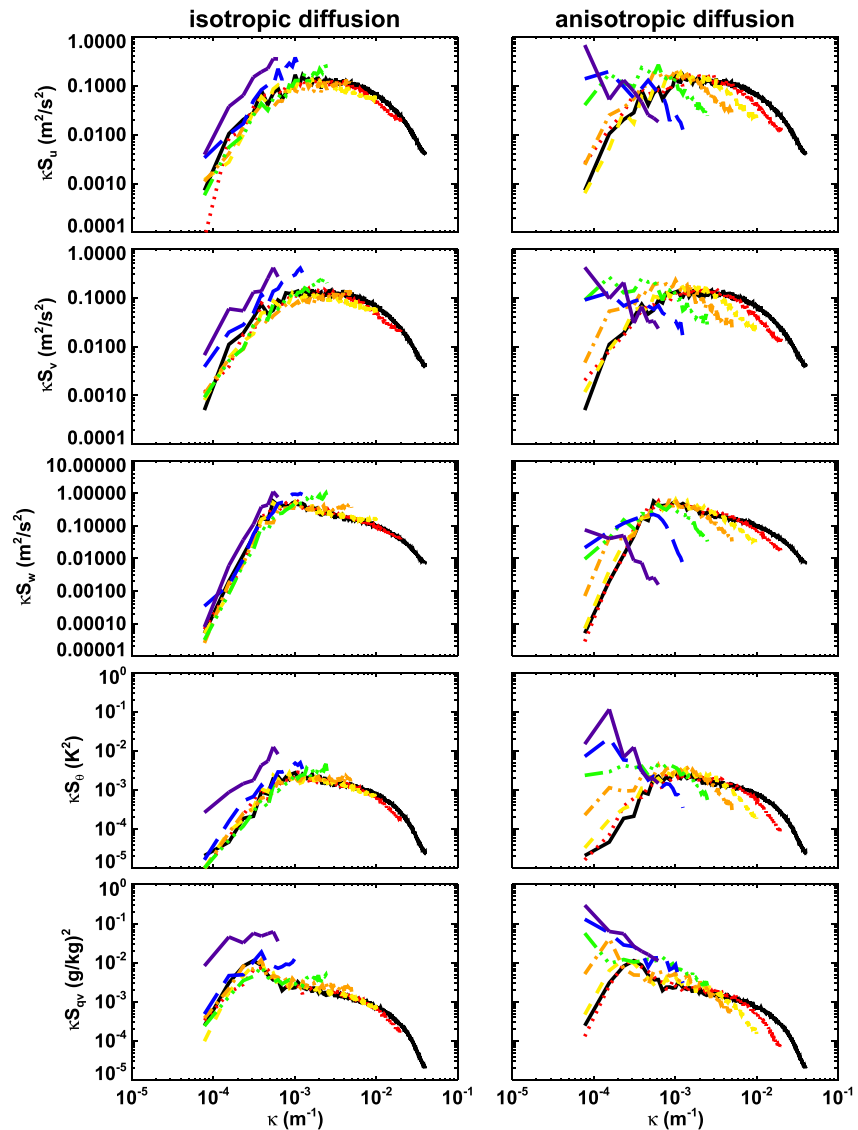 isotropic diffusion
anisotropic diffusion
1.0000
0.1000
0.0100
0.0010
0.0001
κS_u (m²/s²)
1.0000
0.1000
0.0100
0.0010
0.0001
κS_v (m²/s²)
10.00000
1.00000
0.10000
0.01000
0.00100
0.00010
0.00001
κS_w (m²/s²)
10⁰
10⁻¹
10⁻²
10⁻³
10⁻⁴
10⁻⁵
κS_θ (K²)
10⁰
10⁻¹
10⁻²
10⁻³
10⁻⁴
10⁻⁵
κS_qv (g/kg)²
10⁻⁵ 10⁻⁴ 10⁻³ 10⁻² 10⁻¹
10⁻⁵ 10⁻⁴ 10⁻³ 10⁻² 10⁻¹
κ (m⁻¹)
κ (m⁻¹)